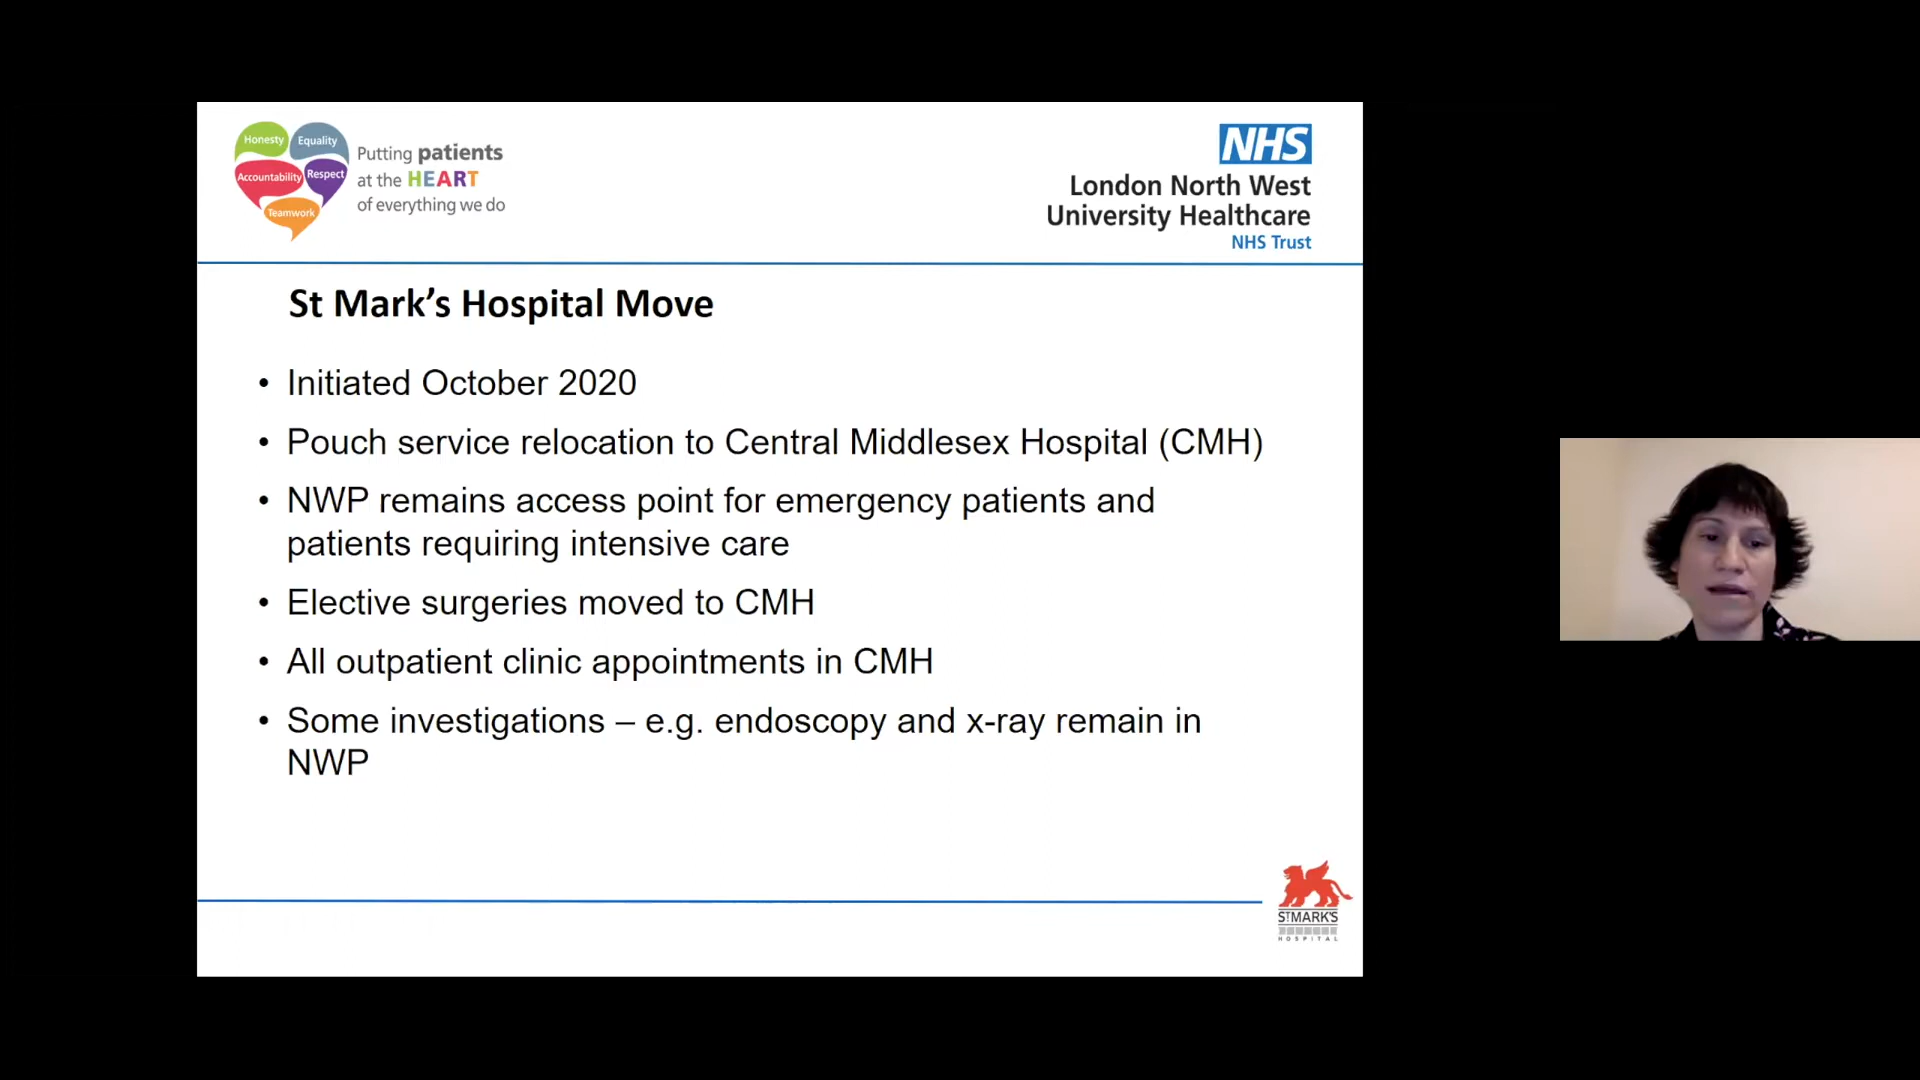 Honesty
Equality
Accountability
Respect
Teamwork
Putting patients
at the HEART
of everything we do
NHS
London North West
University Healthcare
NHS Trust
St Mark’s Hospital Move
• Initiated October 2020
• Pouch service relocation to Central Middlesex Hospital (CMH)
• NWP remains access point for emergency patients and
patients requiring intensive care
• Elective surgeries moved to CMH
• All outpatient clinic appointments in CMH
• Some investigations – e.g. endoscopy and x-ray remain in
NWP
ST MARK'S
HOSPITAL